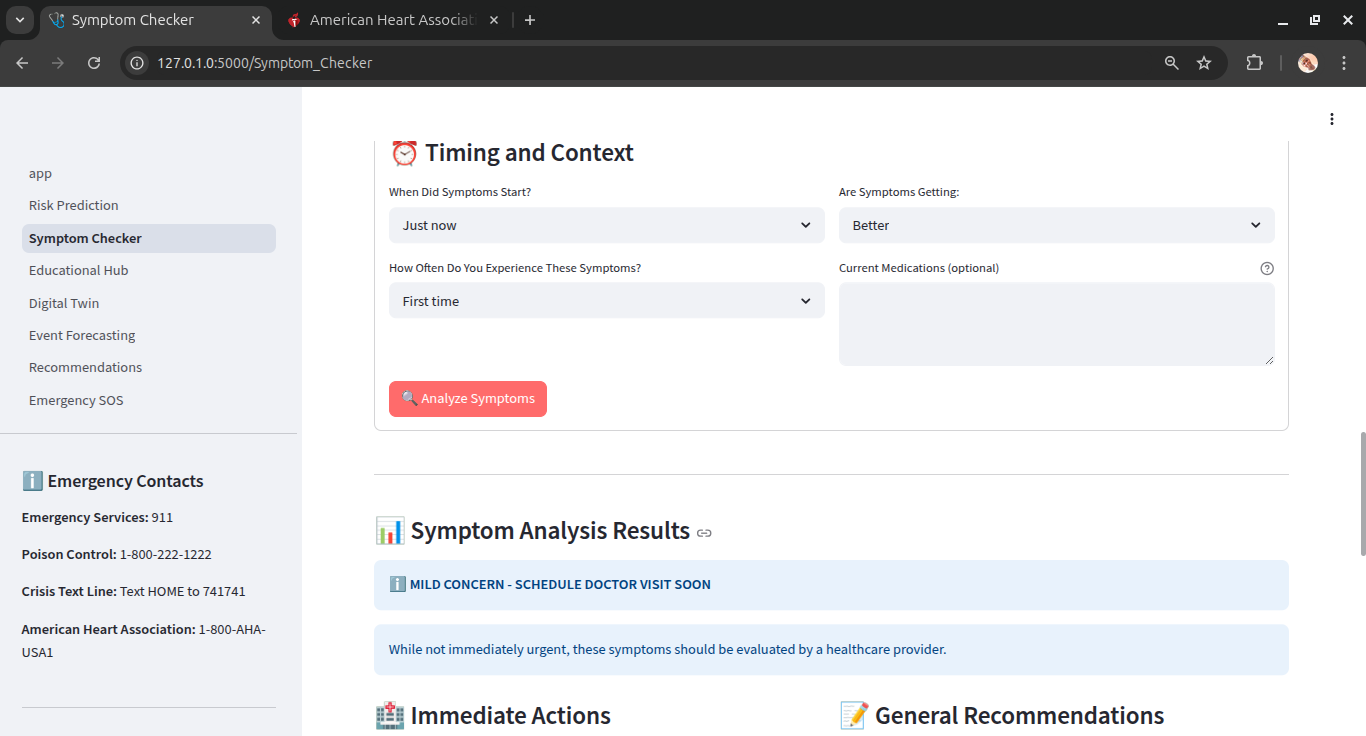 Symptom Checker
American Heart Associat
127.0.1.0:5000/Symptom_Checker
app
Risk Prediction
Symptom Checker
Educational Hub
Digital Twin
Event Forecasting
Recommendations
Emergency SOS
Emergency Contacts
Emergency Services: 911
Poison Control: 1-800-222-1222
Crisis Text Line: Text HOME to 741741
American Heart Association: 1-800-AHA-
USA1
Timing and Context
When Did Symptoms Start?
Just now
Are Symptoms Getting:
Better
How Often Do You Experience These Symptoms?
First time
Current Medications (optional)
Analyze Symptoms
Symptom Analysis Results
MILD CONCERN - SCHEDULE DOCTOR VISIT SOON
While not immediately urgent, these symptoms should be evaluated by a healthcare provider.
Immediate Actions
General Recommendations